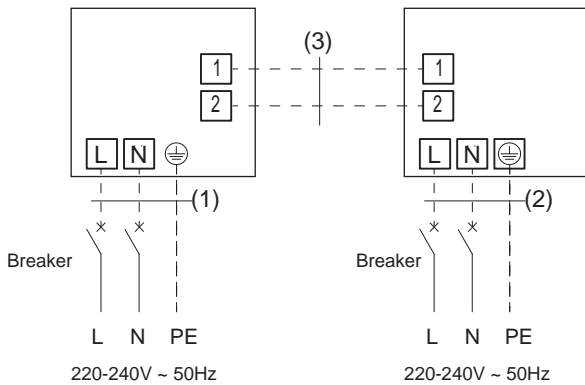 (3)
1 1
2 2
L N L N
(1) (2)
Breaker Breaker
L N PE L N PE
220-240V ~ 50Hz 220-240V ~ 50Hz